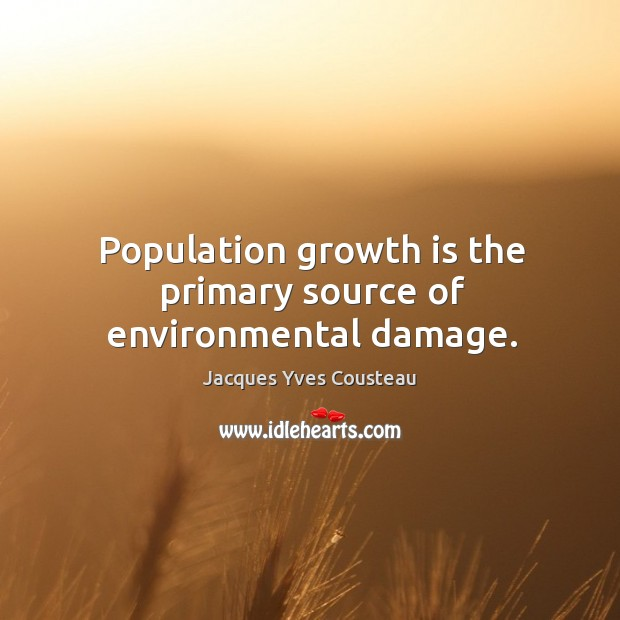 Population growth is the
primary source of
environmental damage.
Jacques Yves Cousteau
www.idlehearts.com